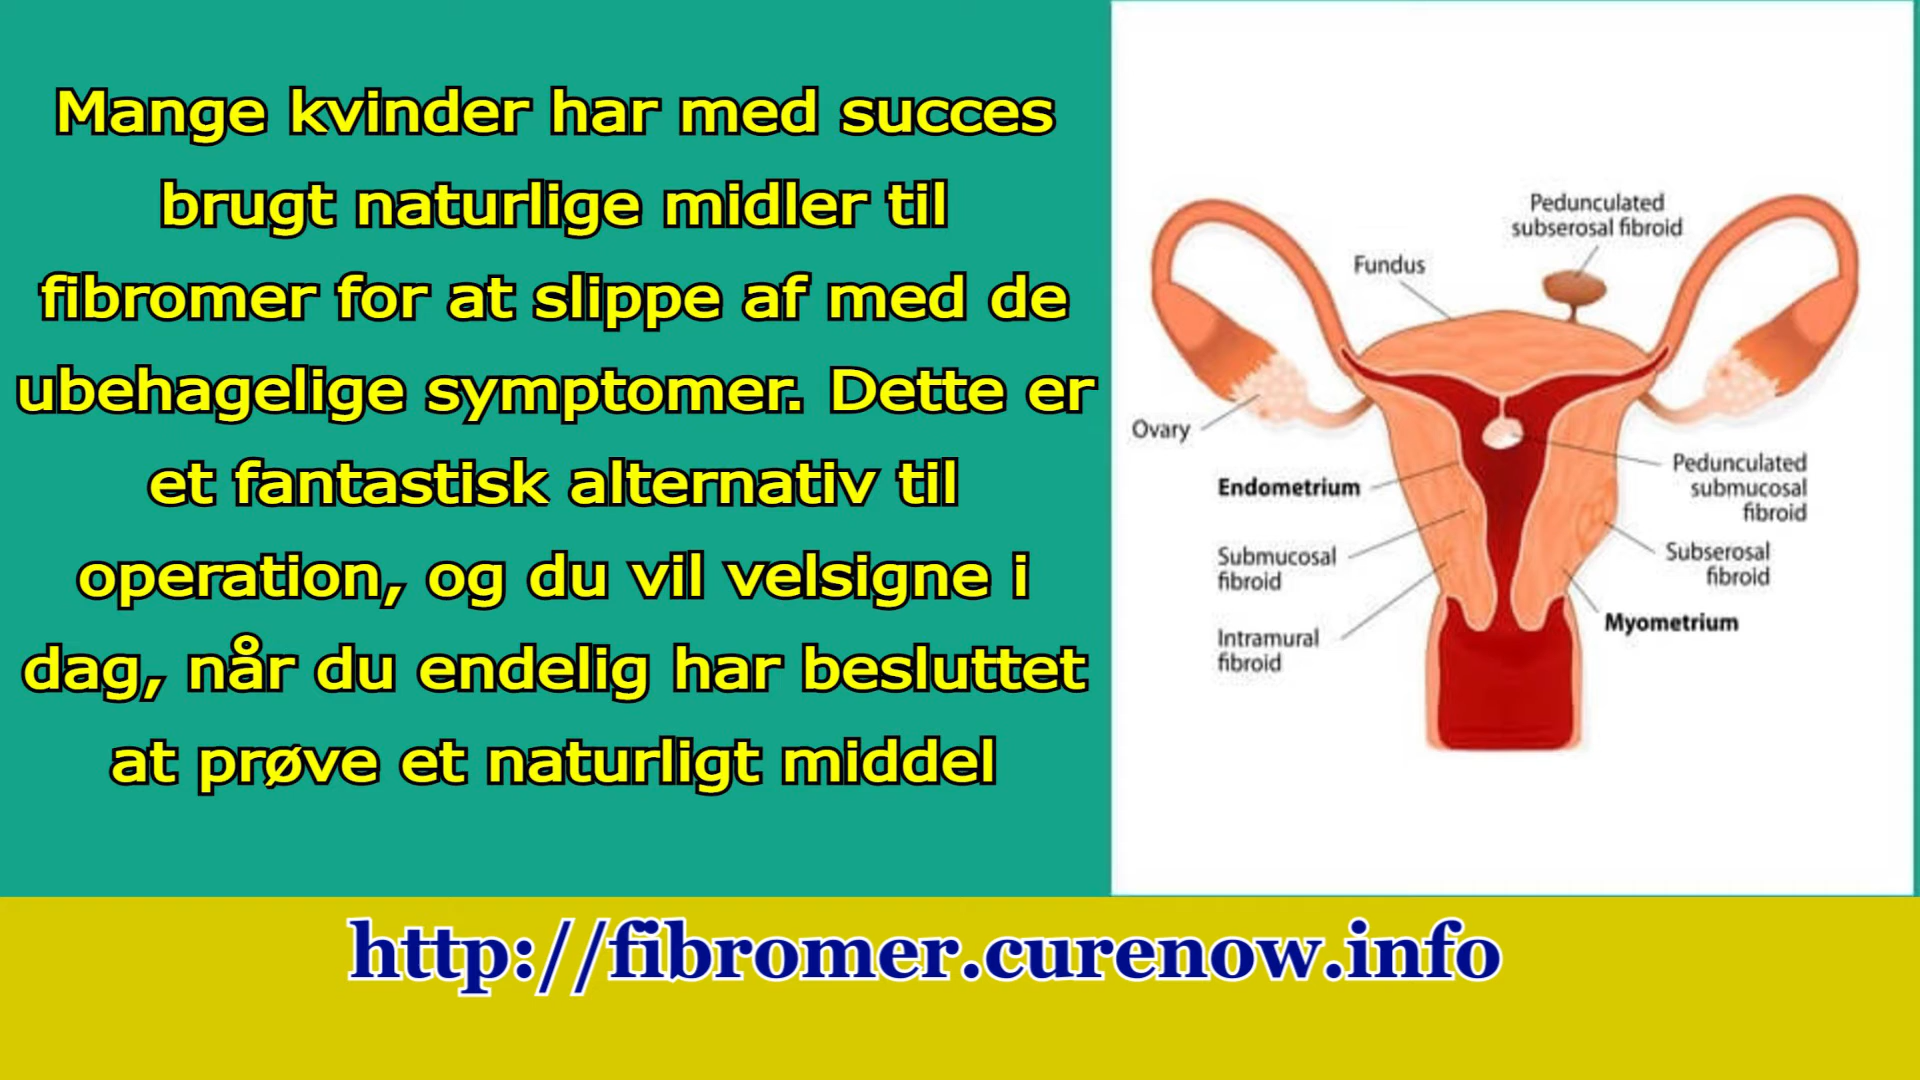 Mange kvinder har med succes
brugt naturlige midler til
fibromer for at slippe af med de
ubehagelige symptomer. Dette er
et fantastisk alternativ til
operation, og du vil velsigne i
dag, når du endelig har besluttet
at prøve et naturligt middel
Pedunculated
subserosal fibroid
Fundus
Ovary
Endometrium
Submucosal
fibroid
Intramural
fibroid
Pedunculated
submucosal
fibroid
Subserosal
fibroid
Myometrium
http://fibromer.curenow.info